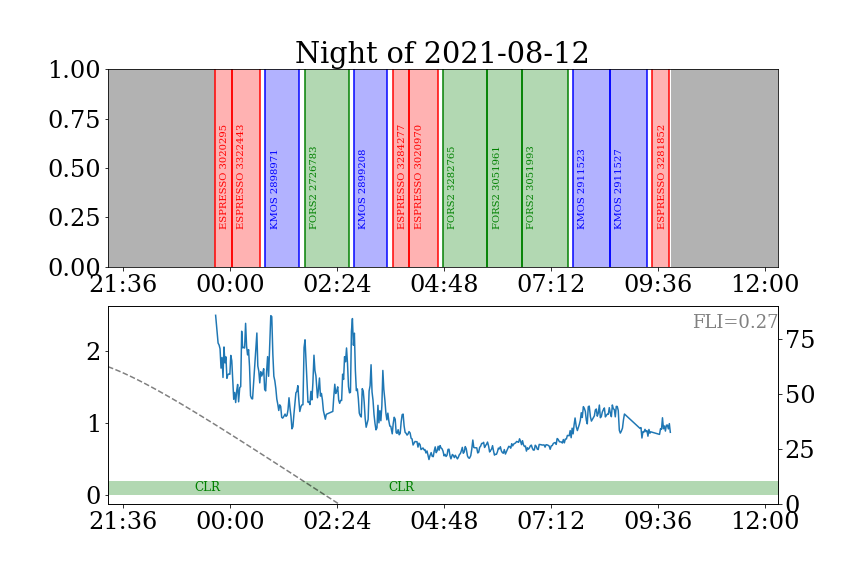 Night of 2021-08-12
1.00
0.75
0.50
0.25
0.00
ESPRESSO 3020295
ESPRESSO 3322443
KMOS 2898971
FORS2 2726783
KMOS 2899208
ESPRESSO 3284277
ESPRESSO 3020970
FORS2 3282765
FORS2 3051961
FORS2 3051993
KMOS 2911523
KMOS 2911527
ESPRESSO 3281852
21:36 00:00 02:24 04:48 07:12 09:36 12:00
FLI=0.27
2
1
0
75
50
25
0
CLR CLR
21:36 00:00 02:24 04:48 07:12 09:36 12:00